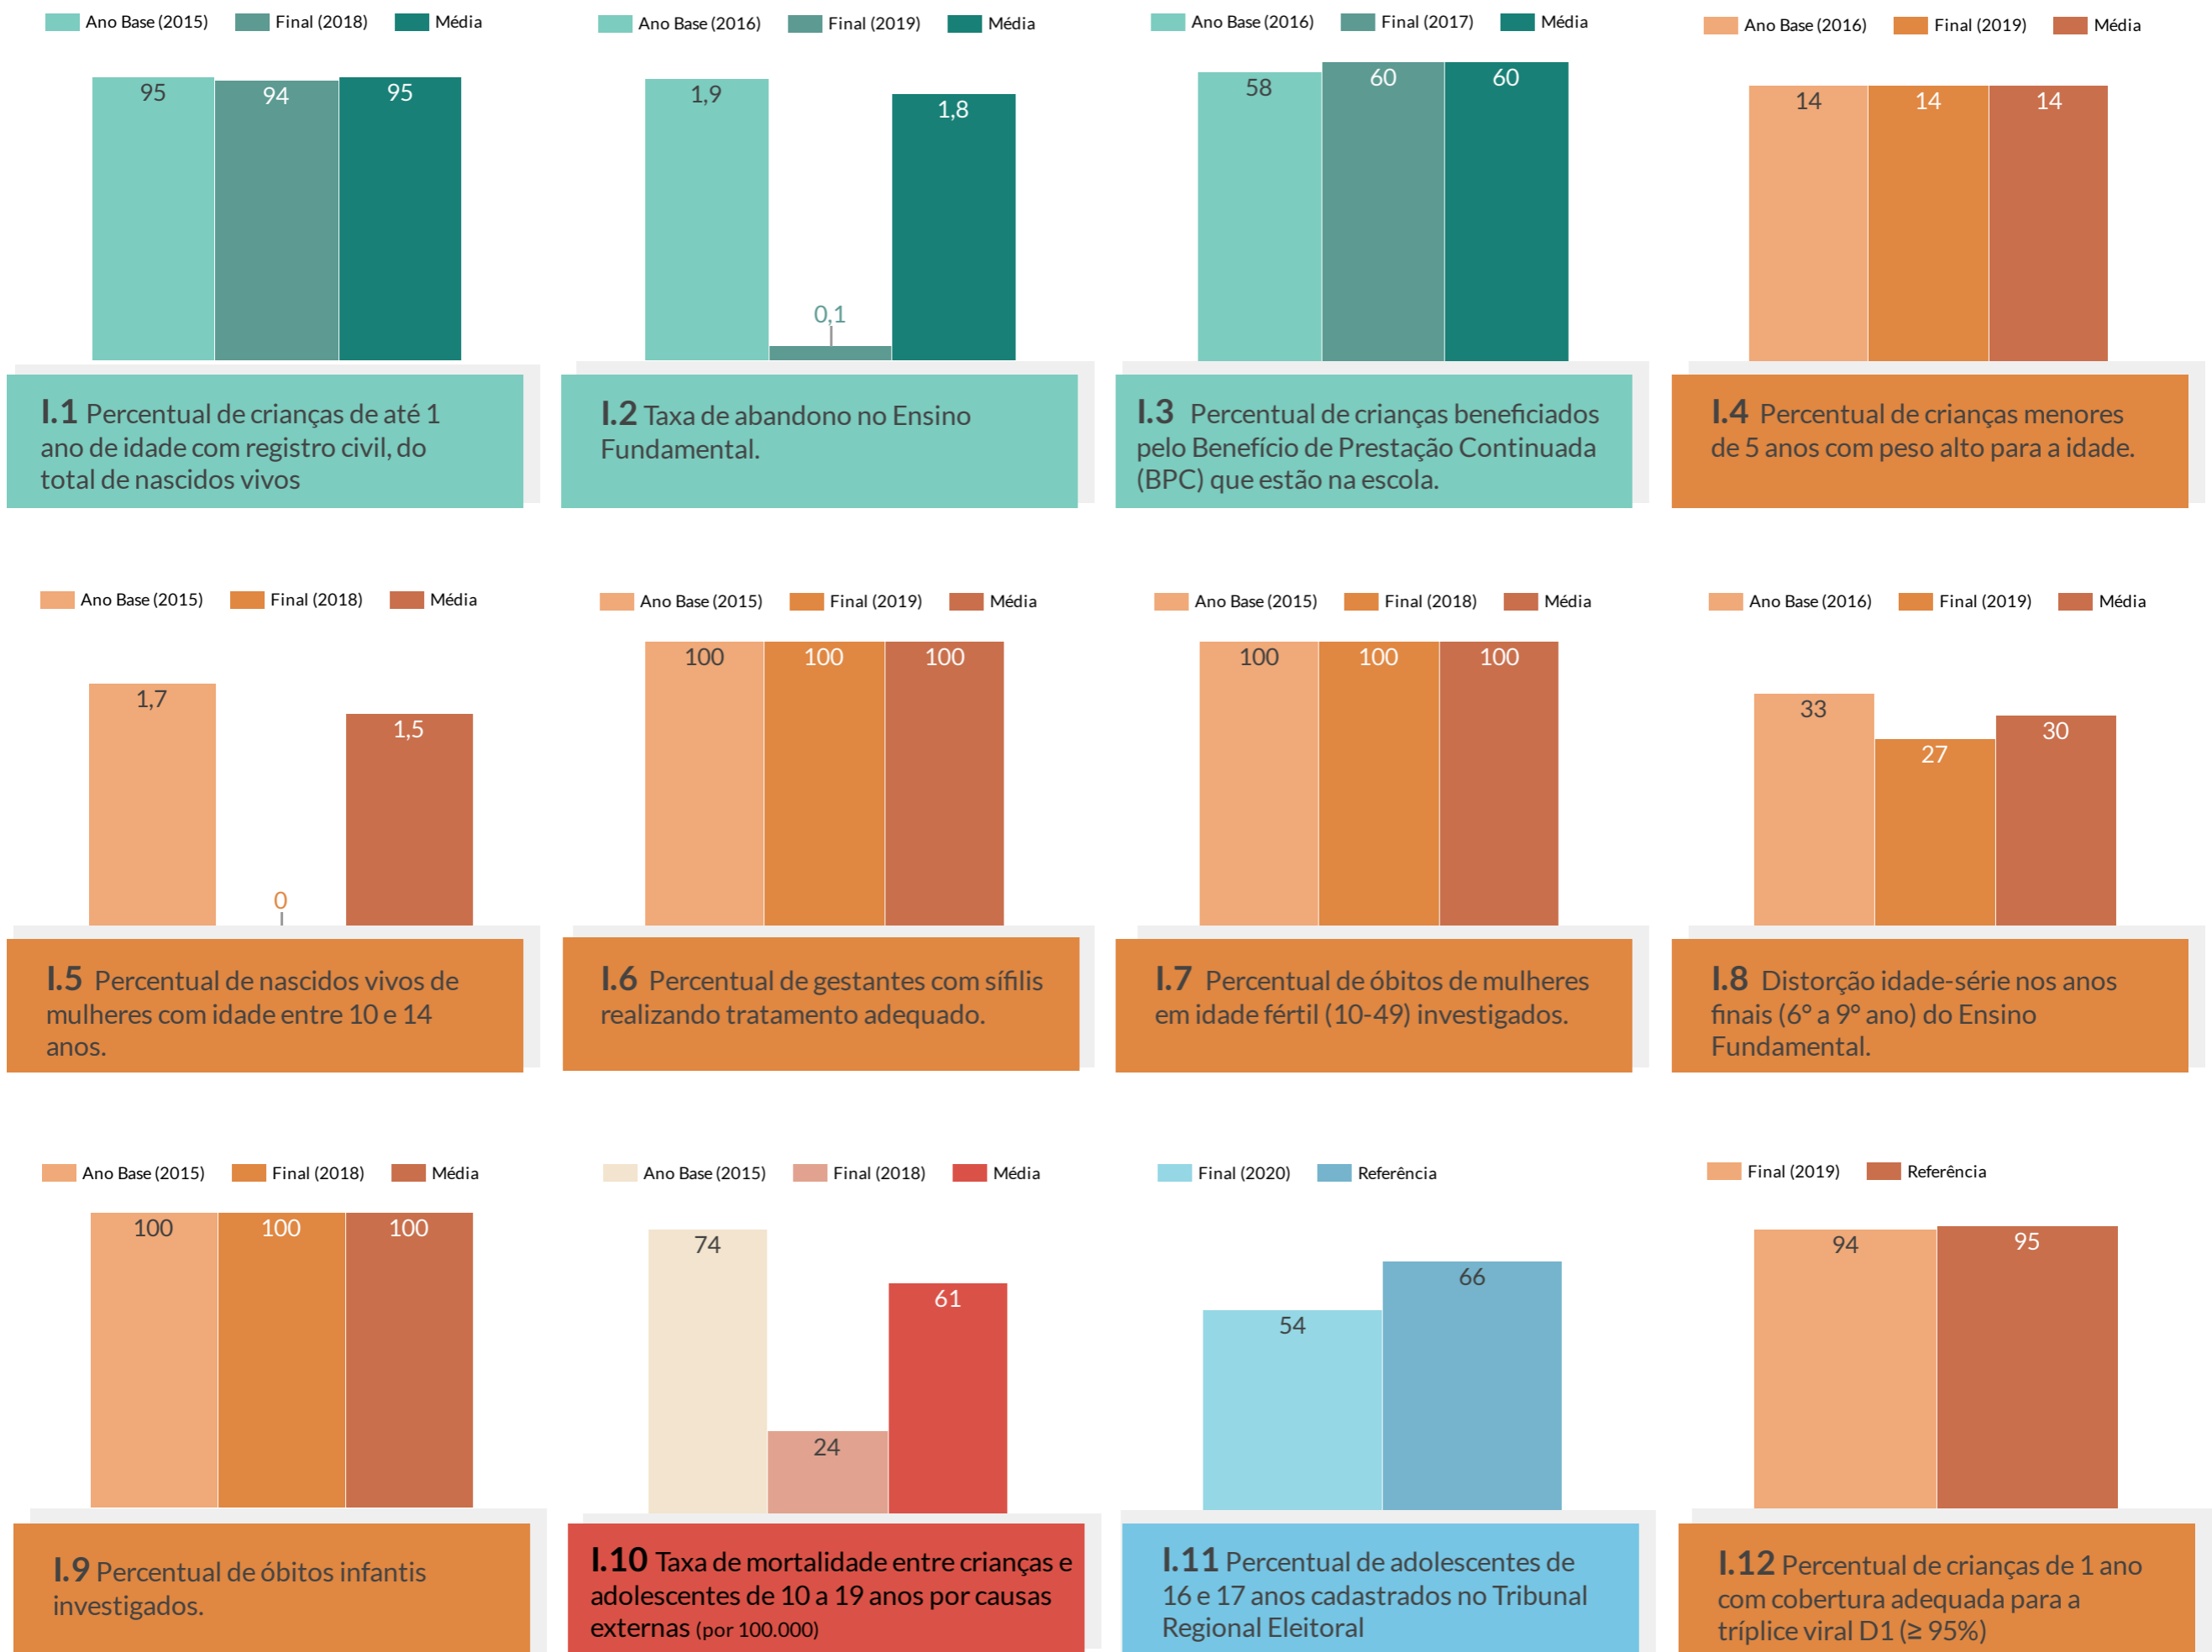 Ano Base (2015) Final (2018) Média
95 94 95
I.1 Percentual de crianças de até 1
ano de idade com registro civil, do
total de nascidos vivos
Ano Base (2016) Final (2019) Média
1,9 0,1 1,8
I.2 Taxa de abandono no Ensino
Fundamental.
Ano Base (2016) Final (2017) Média
58 60 60
I.3 Percentual de crianças beneficiados
pelo Benefício de Prestação Continuada
(BPC) que estão na escola.
Ano Base (2016) Final (2019) Média
14 14 14
I.4 Percentual de crianças menores
de 5 anos com peso alto para a idade.
Ano Base (2015) Final (2018) Média
1,7 0 1,5
I.5 Percentual de nascidos vivos de
mulheres com idade entre 10 e 14
anos.
Ano Base (2015) Final (2019) Média
100 100 100
I.6 Percentual de gestantes com sífilis
realizando tratamento adequado.
Ano Base (2015) Final (2018) Média
100 100 100
I.7 Percentual de óbitos de mulheres
em idade fértil (10-49) investigados.
Ano Base (2016) Final (2019) Média
33 27 30
I.8 Distorção idade-série nos anos
finais (6° a 9° ano) do Ensino
Fundamental.
Ano Base (2015) Final (2018) Média
100 100 100
I.9 Percentual de óbitos infantis
investigados.
Ano Base (2015) Final (2018) Média
74 24 61
I.10 Taxa de mortalidade entre crianças e
adolescentes de 10 a 19 anos por causas
externas (por 100.000)
Final (2020) Referência
54 66
I.11 Percentual de adolescentes de
16 e 17 anos cadastrados no Tribunal
Regional Eleitoral
Final (2019) Referência
94 95
I.12 Percentual de crianças de 1 ano
com cobertura adequada para a
tríplice viral D1 (≥ 95%)